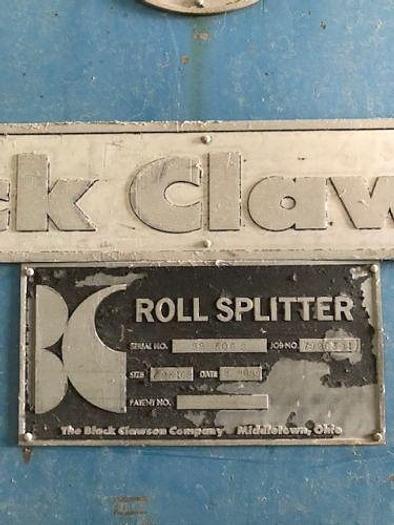 ck Claw
ROLL SPLITTER
SERIAL NO. JOB NO.
SIZE DATE
PATENT NO.
The Black Clawson Company Middletown, Ohio